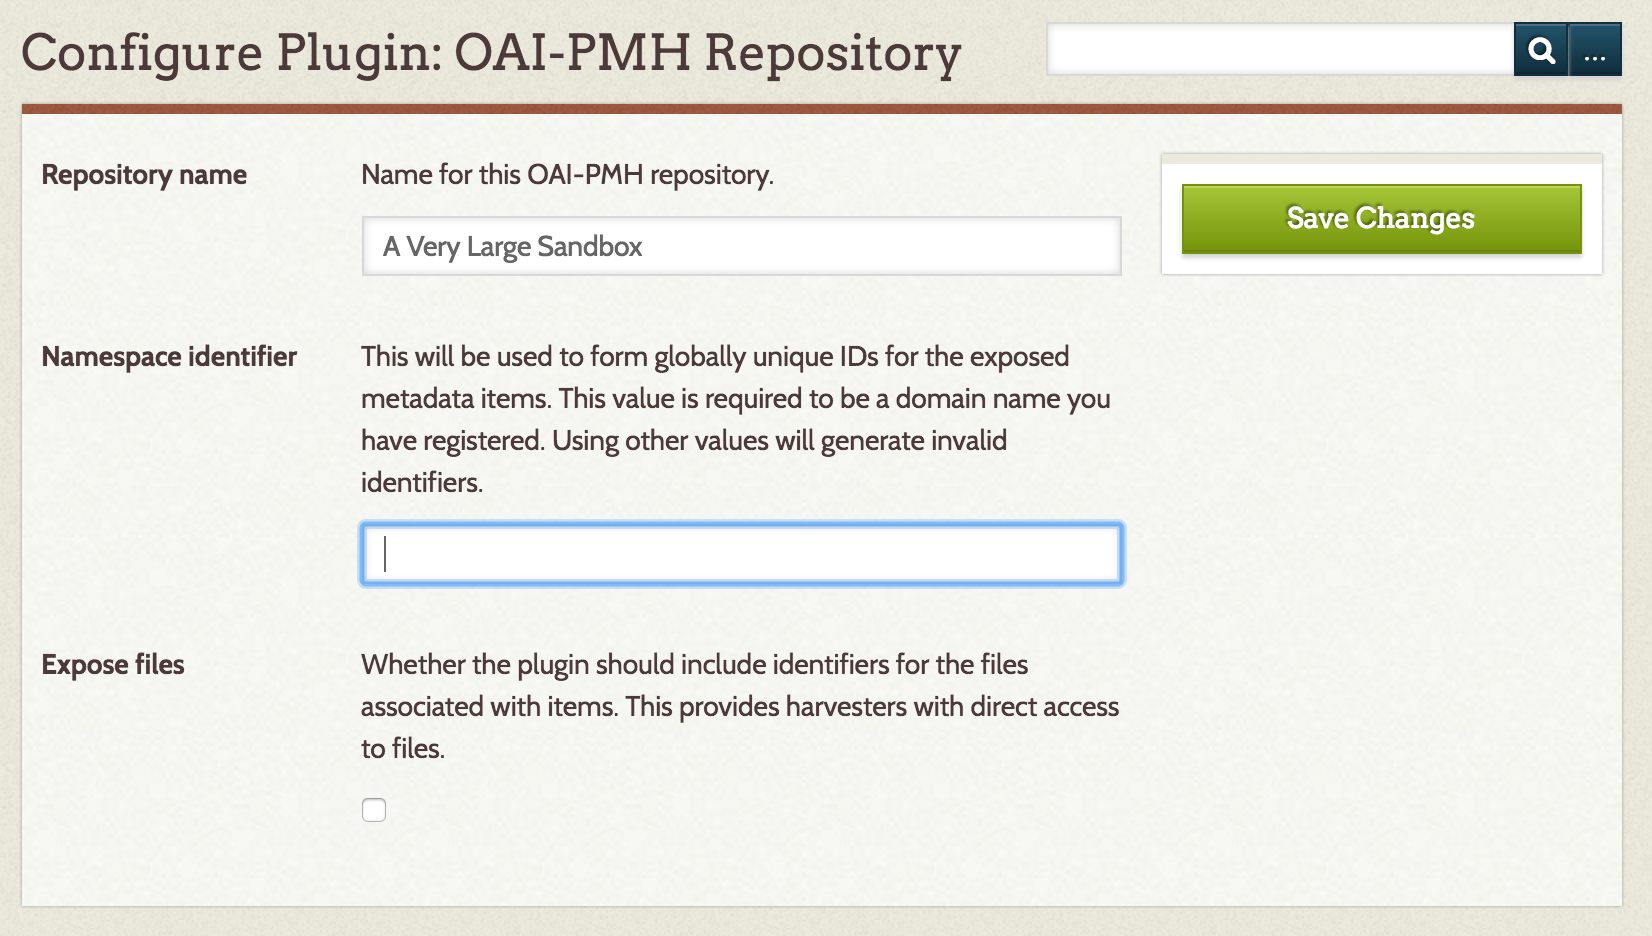 Configure Plugin: OAI-PMH Repository
...
Repository name
Name for this OAI-PMH repository.
A Very Large Sandbox
Save Changes
Namespace identifier
This will be used to form globally unique IDs for the exposed
metadata items. This value is required to be a domain name you
have registered. Using other values will generate invalid
identifiers.
Expose files
Whether the plugin should include identifiers for the files
associated with items. This provides harvesters with direct access
to files.